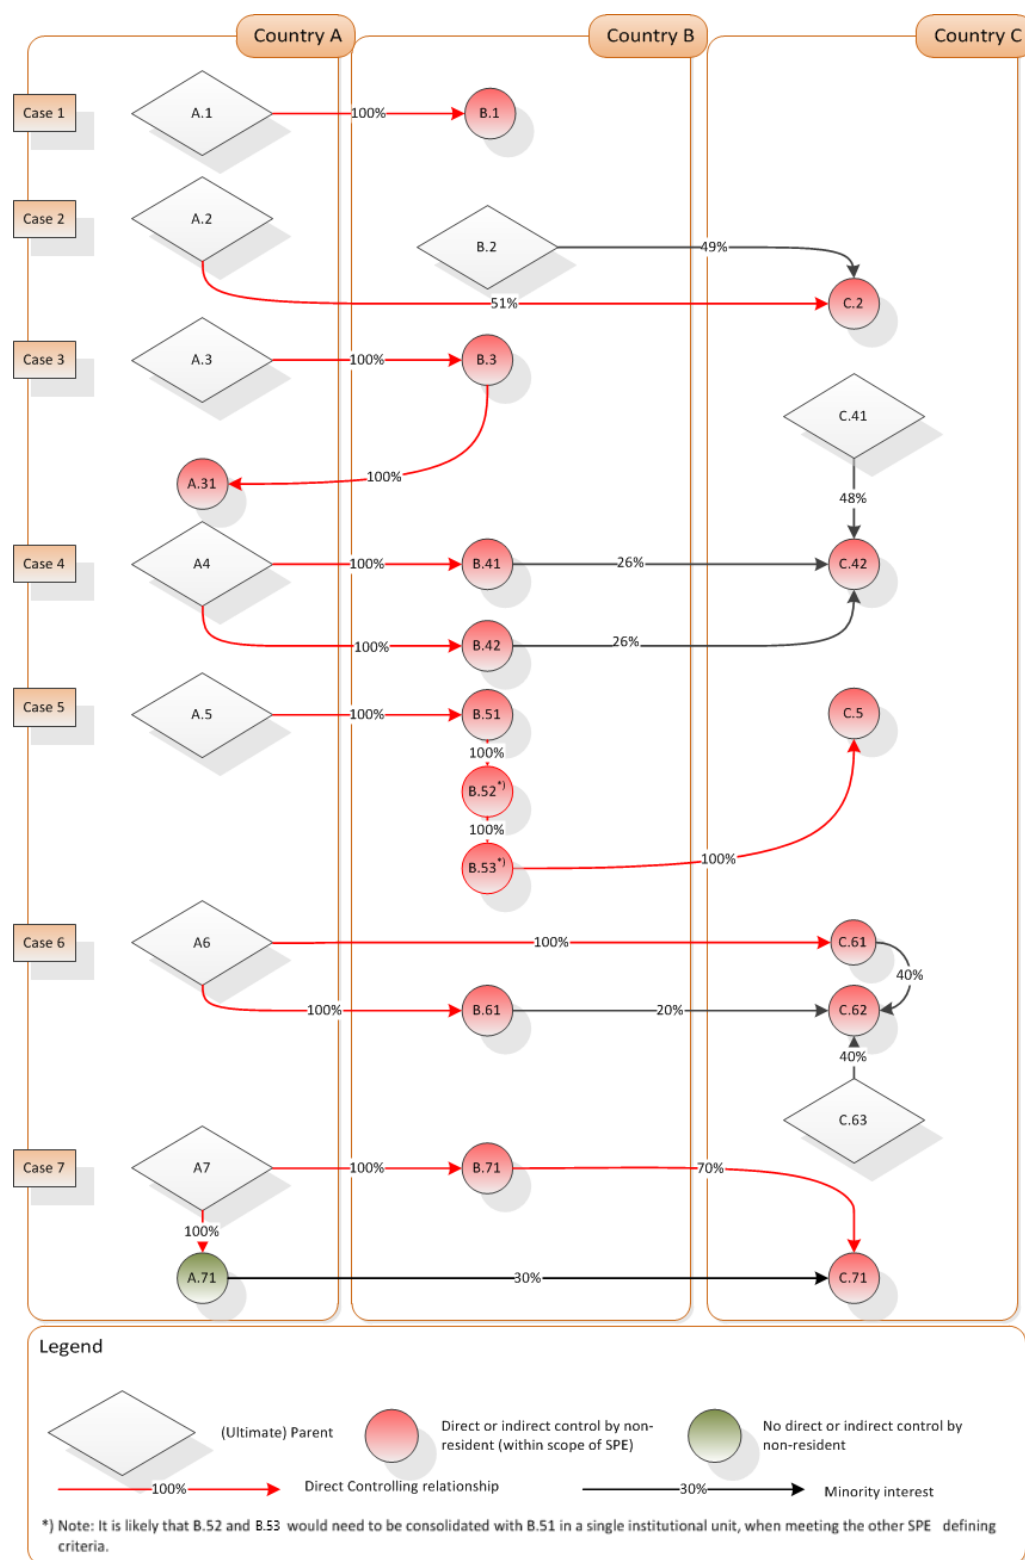 Country A
Country B
Country C
Case 1
A.1
100%
B.1
Case 2
A.2
B.2
49%
51%
C.2
Case 3
A.3
100%
B.3
C.41
100%
A.31
48%
Case 4
A4
100%
B.41
26%
C.42
100%
B.42
26%
Case 5
A.5
100%
B.51
C.5
100%
B.52*)
100%
B.53*)
100%
Case 6
A6
100%
C.61
40%
100%
B.61
20%
C.62
40%
C.63
Case 7
A7
100%
B.71
70%
100%
A.71
30%
C.71
Legend
(Ultimate) Parent
Direct or indirect control by non-
resident (within scope of SPE)
No direct or indirect control by
non-resident
100%
Direct Controlling relationship
30%
Minority interest
*) Note: It is likely that B.52 and B.53 would need to be consolidated with B.51 in a single institutional unit, when meeting the other SPE defining
criteria.